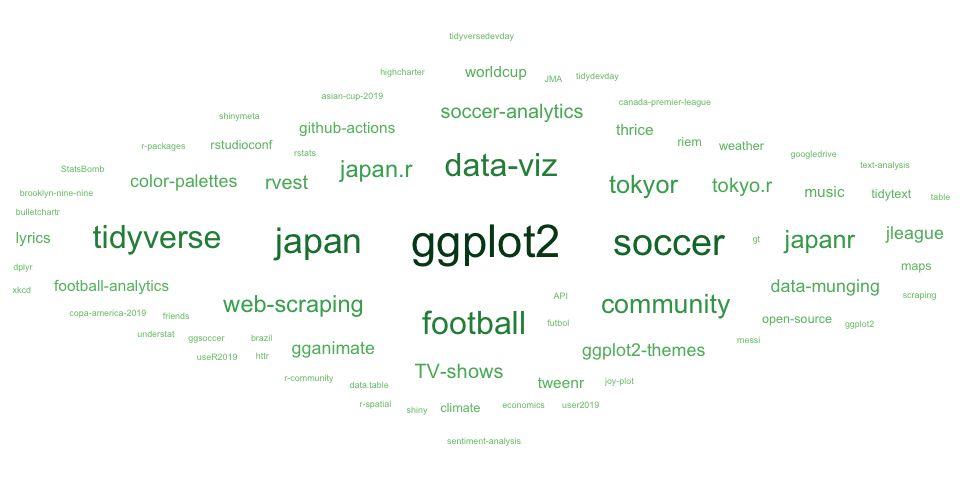 tidyversedevday
highcharter
worldcup
JMA
tidydevday
asian-cup-2019
soccer-analytics
canada-premier-league
shinymeta
github-actions
thrice
r-packages
rstudioconf
rstats
riem
weather
googledrive
StatsBomb
japan.r
data-viz
text-analysis
brooklyn-nine-nine
color-palettes
rvest
tokyor
tokyo.r
music
tidytext
table
bulletchartr
lyrics
tidyverse
japan
ggplot2
soccer
gt
japanr
jleague
dplyr
maps
xkcd
football-analytics
data-munging
scraping
API
web-scraping
community
copa-america-2019
friends
football
futbol
open-source
ggplot2
understat
ggsoccer
brazil
messi
useR2019
httr
gganimate
ggplot2-themes
r-community
data.table
TV-shows
tweenr
joy-plot
r-spatial
shiny
climate
economics
user2019
sentiment-analysis